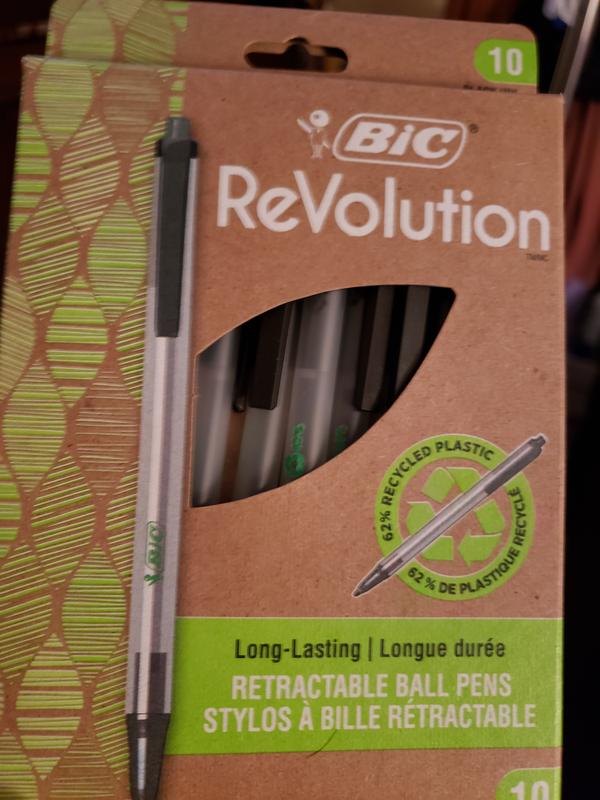 10
BiC®
ReVolution
BiC
62% RECYCLED PLASTIC
62% DE PLASTIQUE RECYCLÉ
Long-Lasting | Longue durée
RETRACTABLE BALL PENS
STYLOS À BILLE RÉTRACTABLE
10